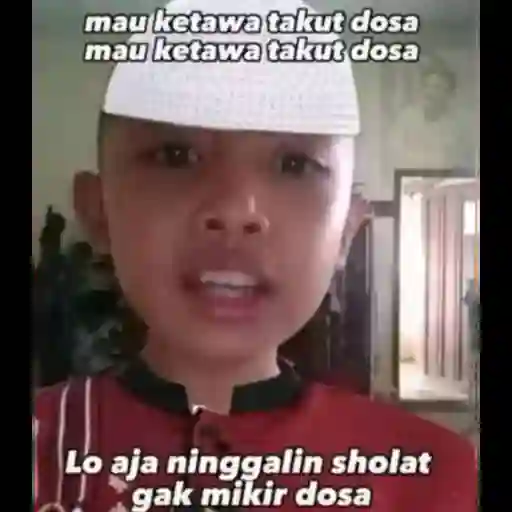 mau ketawa takut dosa
mau ketawa takut dosa
Lo aja ninggalin sholat
gak mikir dosa